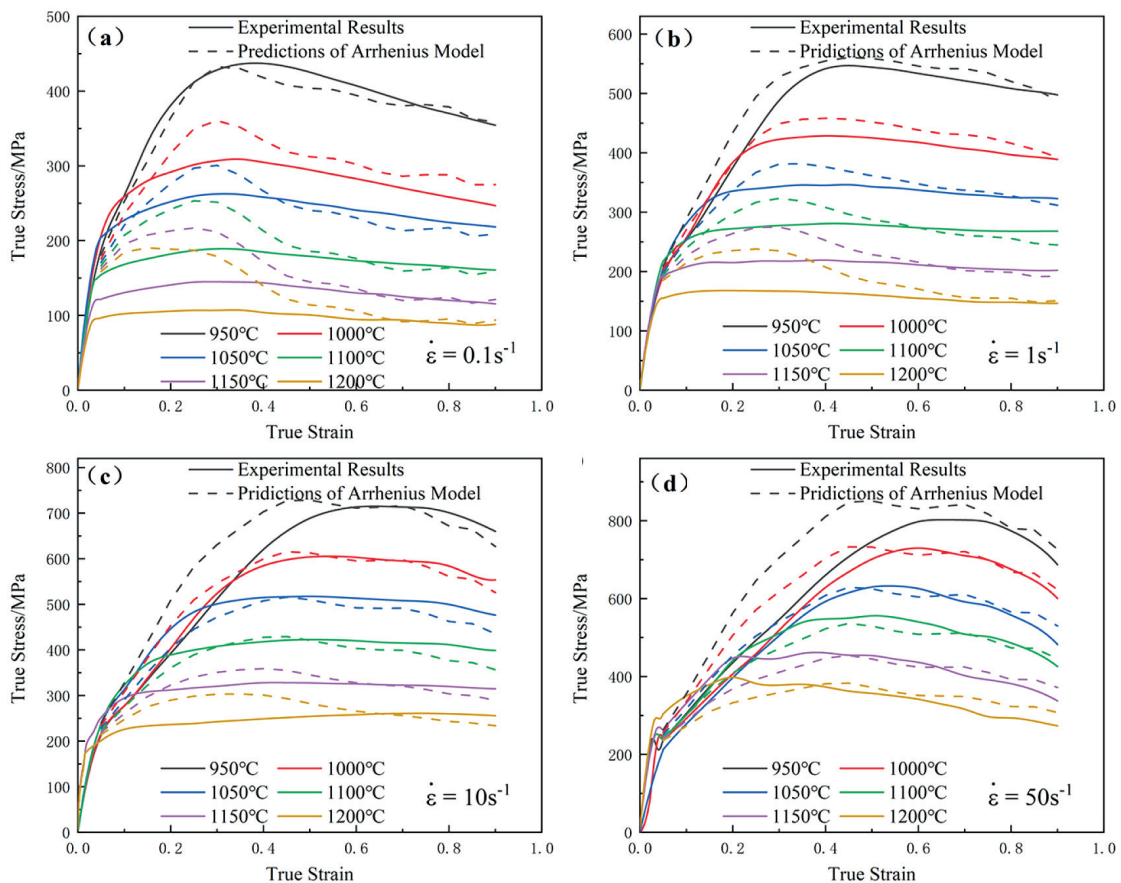 (a)
Experimental Results
Predictions of Arrhenius Model
500
400
300
200
100
0
True Stress/MPa
950℃ 1000℃
1050℃ 1100℃
1150℃ 1200℃
ε̇ = 0.1s⁻¹
0.0 0.2 0.4 0.6 0.8 1.0
True Strain
(b)
Experimental Results
Pridictions of Arrhenius Model
600
500
400
300
200
100
0
True Stress/MPa
950℃ 1000℃
1050℃ 1100℃
1150℃ 1200℃
ε̇ = 1s⁻¹
0.0 0.2 0.4 0.6 0.8 1.0
True Strain
(c)
Experimental Results
Pridictions of Arrhenius Model
800
700
600
500
400
300
200
100
0
True Stress/MPa
950℃ 1000℃
1050℃ 1100℃
1150℃ 1200℃
ε̇ = 10s⁻¹
0.0 0.2 0.4 0.6 0.8 1.0
True Strain
(d)
Experimental Results
Pridictions of Arrhenius Model
800
600
400
200
0
True Stress/MPa
950℃ 1000℃
1050℃ 1100℃
1150℃ 1200℃
ε̇ = 50s⁻¹
0.0 0.2 0.4 0.6 0.8 1.0
True Strain